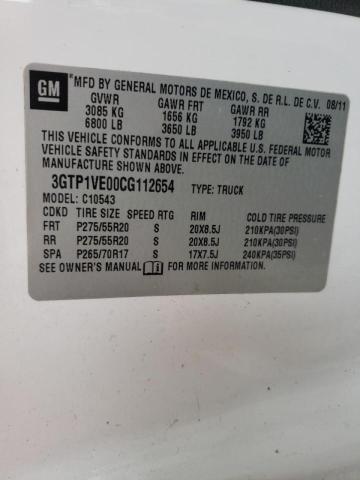 GM
MFD BY GENERAL MOTORS DE MEXICO, S. DE R.L. DE C.V. 08/11
GVWR GAWR FRT GAWR RR
3085 KG 1656 KG 1792 KG
6800 LB 3650 LB 3950 LB
THIS VEHICLE CONFORMS TO ALL APPLICABLE U.S. FEDERAL MOTOR
VEHICLE SAFETY STANDARDS IN EFFECT ON THE DATE OF
MANUFACTURE SHOWN ABOVE.
3GTP1VE00CG112654 TYPE: TRUCK
MODEL: C10543
CDKD TIRE SIZE SPEED RTG RIM COLD TIRE PRESSURE
FRT P275/55R20 S 20X8.5J 210KPA(30PSI)
RR P275/55R20 S 20X8.5J 210KPA(30PSI)
SPA P265/70R17 S 17X7.5J 240KPA(35PSI)
SEE OWNER'S MANUAL FOR MORE INFORMATION.